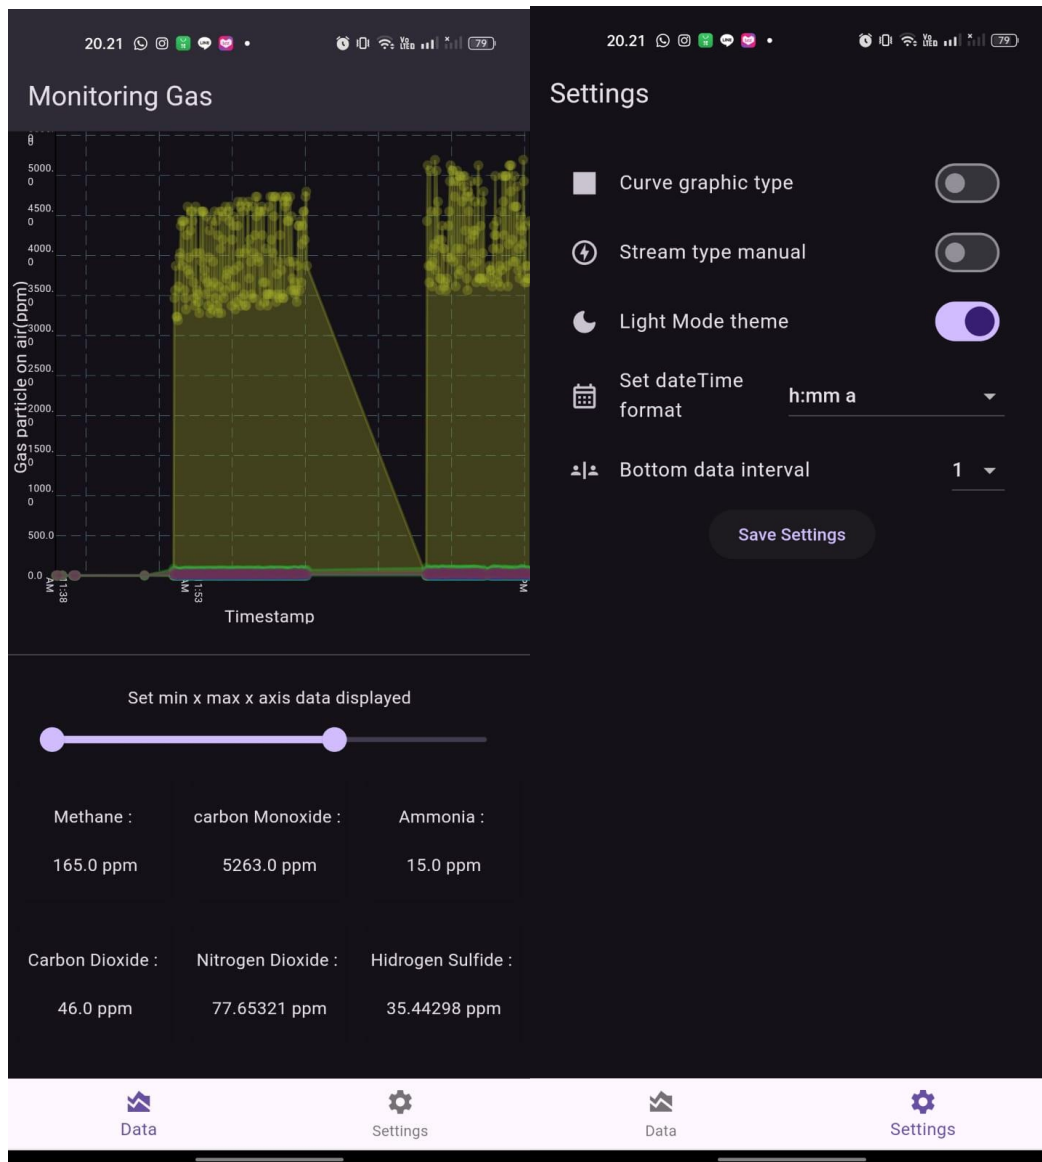 20.21
79
Monitoring Gas
5000.
0
4500.
0
4000.
0
3500.
0
3000.
0
2500.
0
2000.
0
1500.
0
1000.
0
500.0
0.0
Gas particle on air(ppm)
1:38
AM
1:53
AM
PM
Timestamp
Set min x max x axis data displayed
Methane :
carbon Monoxide :
Ammonia :
165.0 ppm
5263.0 ppm
15.0 ppm
Carbon Dioxide :
Nitrogen Dioxide :
Hidrogen Sulfide :
46.0 ppm
77.65321 ppm
35.44298 ppm
Data
Settings
20.21
79
Settings
Curve graphic type
Stream type manual
Light Mode theme
Set dateTime
format
h:mm a
Bottom data interval
1
Save Settings
Data
Settings